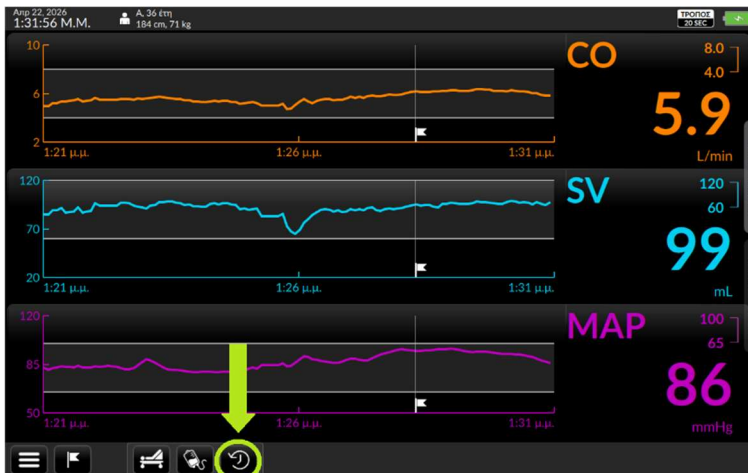 Απρ 22, 2026
1:31:56 Μ.Μ.
Α, 36 έτη
184 cm, 71 kg
ΤΡΟΠΟΣ
20 SEC
10
6
2
1:21 μ.μ.
1:26 μ.μ.
1:31 μ.μ.
CO
8.0
4.0
5.9
L/min
120
70
20
1:21 μ.μ.
1:26 μ.μ.
1:31 μ.μ.
SV
120
60
99
mL
120
85
50
1:21 μ.μ.
1:26 μ.μ.
1:31 μ.μ.
MAP
100
65
86
mmHg